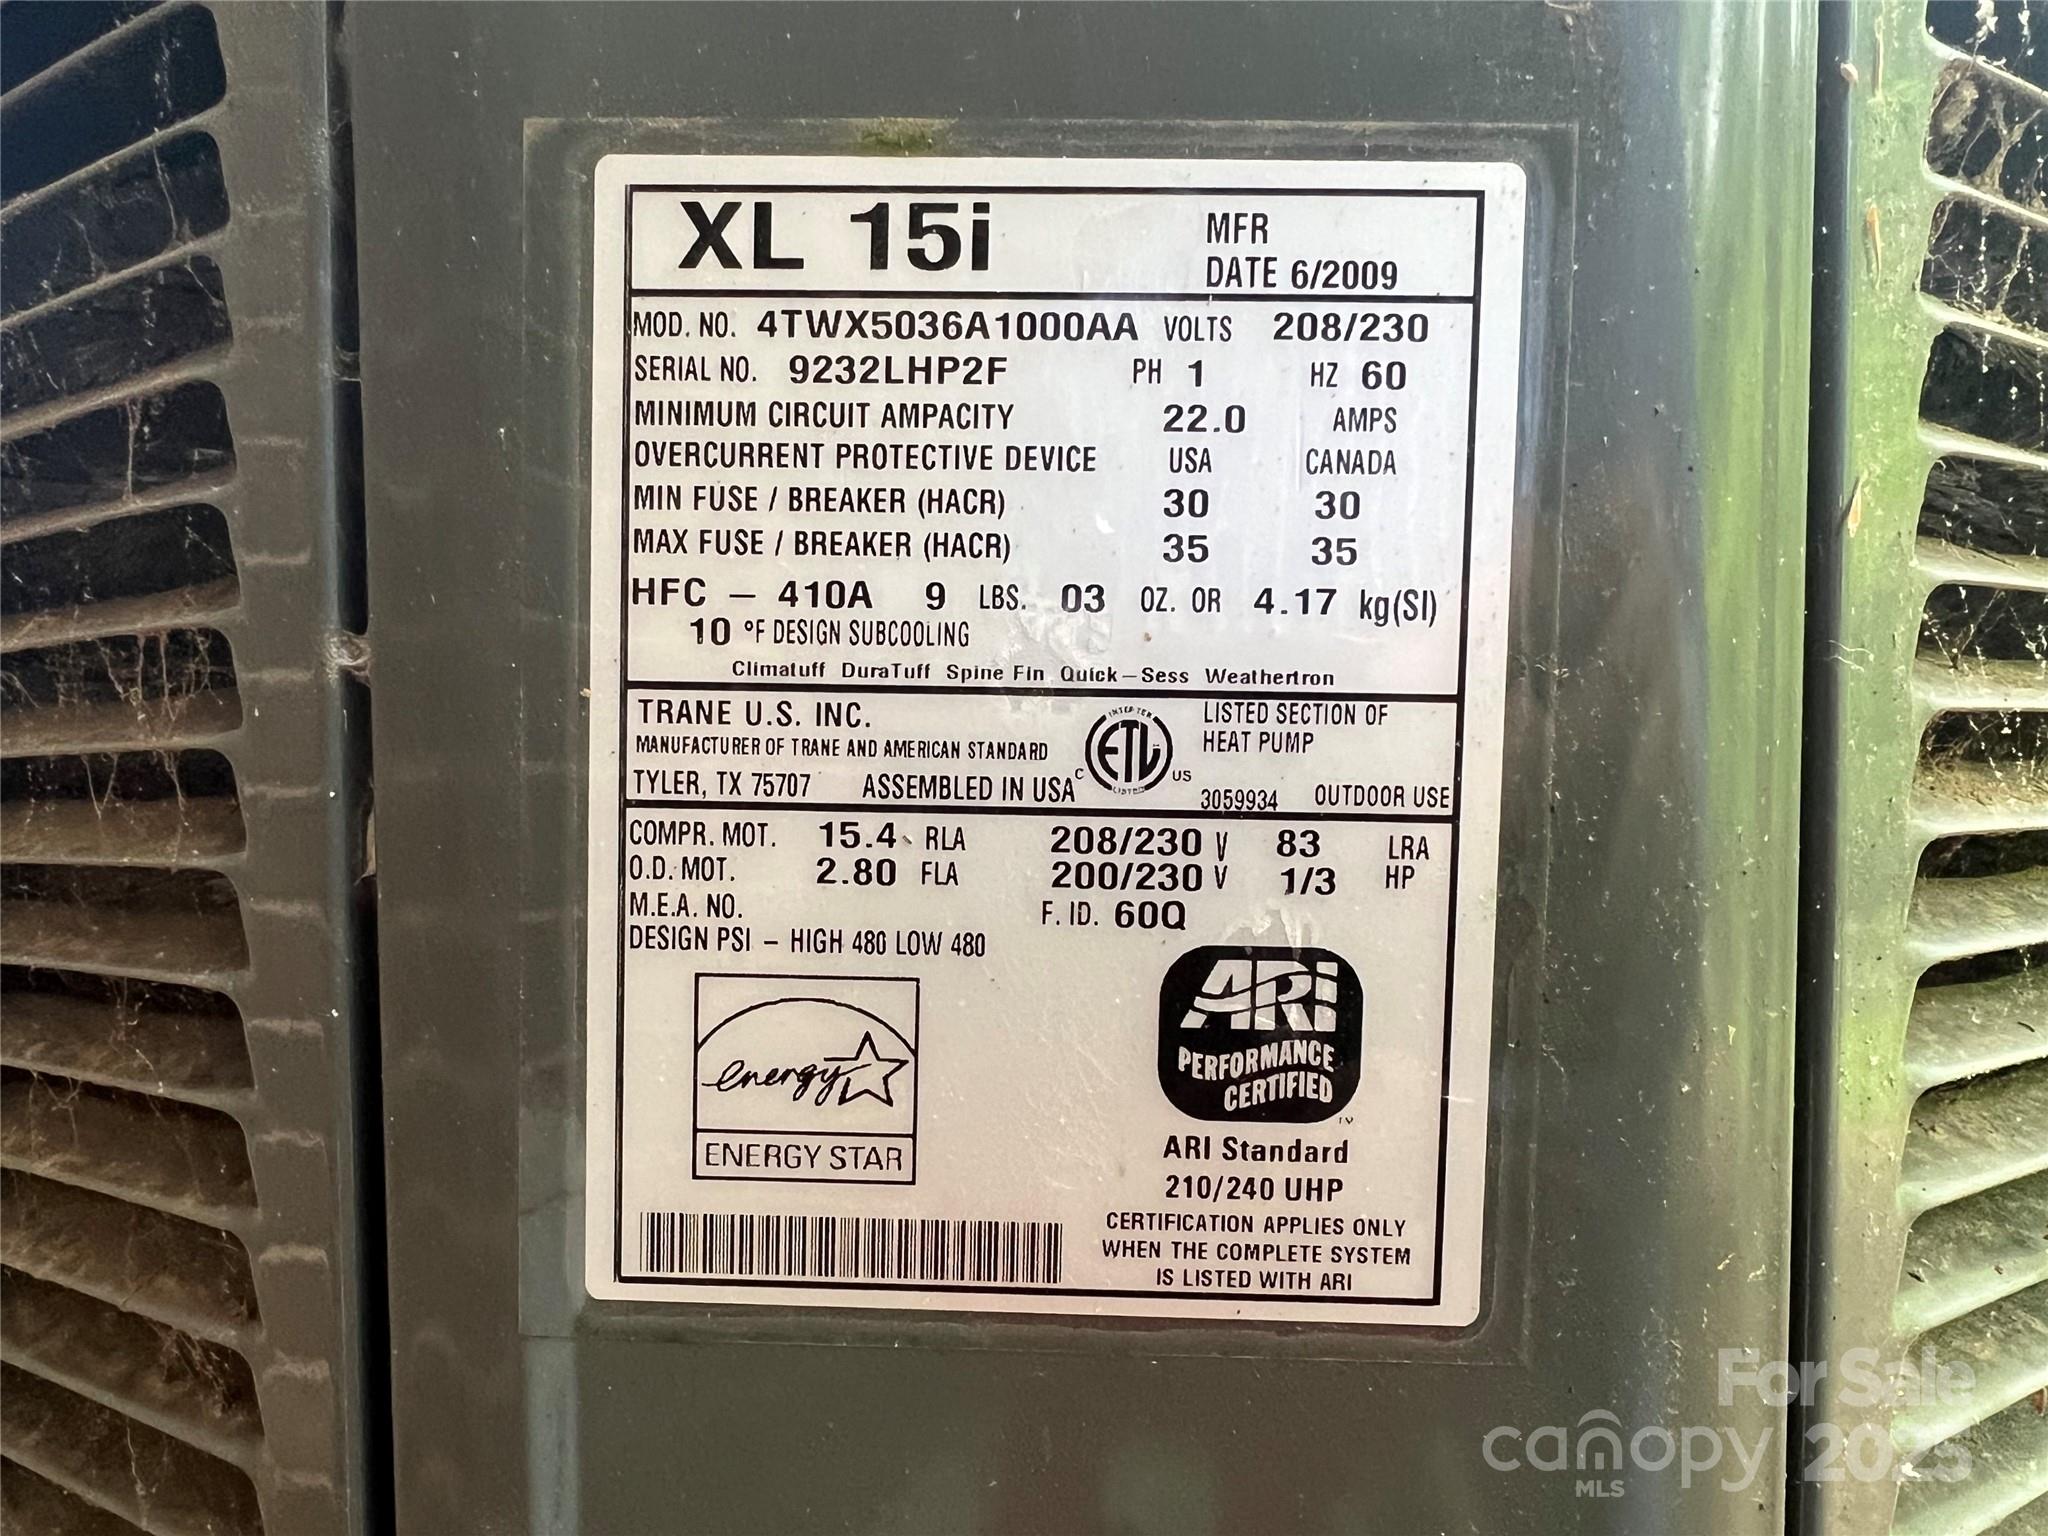 XL 15i
MFR
DATE 6/2009
MOD. NO. 4TWX5036A1000AA VOLTS 208/230
SERIAL NO. 9232LHP2F PH 1 HZ 60
MINIMUM CIRCUIT AMPACITY 22.0 AMPS
OVERCURRENT PROTECTIVE DEVICE USA CANADA
MIN FUSE / BREAKER (HACR) 30 30
MAX FUSE / BREAKER (HACR) 35 35
HFC – 410A 9 LBS. 03 OZ. OR 4.17 kg(SI)
10 °F DESIGN SUBCOOLING
Climatuff DuraTuff Spine Fin Quick–Sess Weathertron
TRANE U.S. INC.
MANUFACTURER OF TRANE AND AMERICAN STANDARD
TYLER, TX 75707 ASSEMBLED IN USA
INTERTEK
C ETL US
LISTED
LISTED SECTION OF
HEAT PUMP
3059934 OUTDOOR USE
COMPR. MOT. 15.4 RLA 208/230 V 83 LRA
O.D. MOT. 2.80 FLA 200/230 V 1/3 HP
M.E.A. NO. F. ID. 60Q
DESIGN PSI – HIGH 480 LOW 480
energy
ENERGY STAR
ARi
PERFORMANCE
CERTIFIED
TM
ARI Standard
210/240 UHP
CERTIFICATION APPLIES ONLY
WHEN THE COMPLETE SYSTEM
IS LISTED WITH ARI
For Sale
canopy 2025
MLS